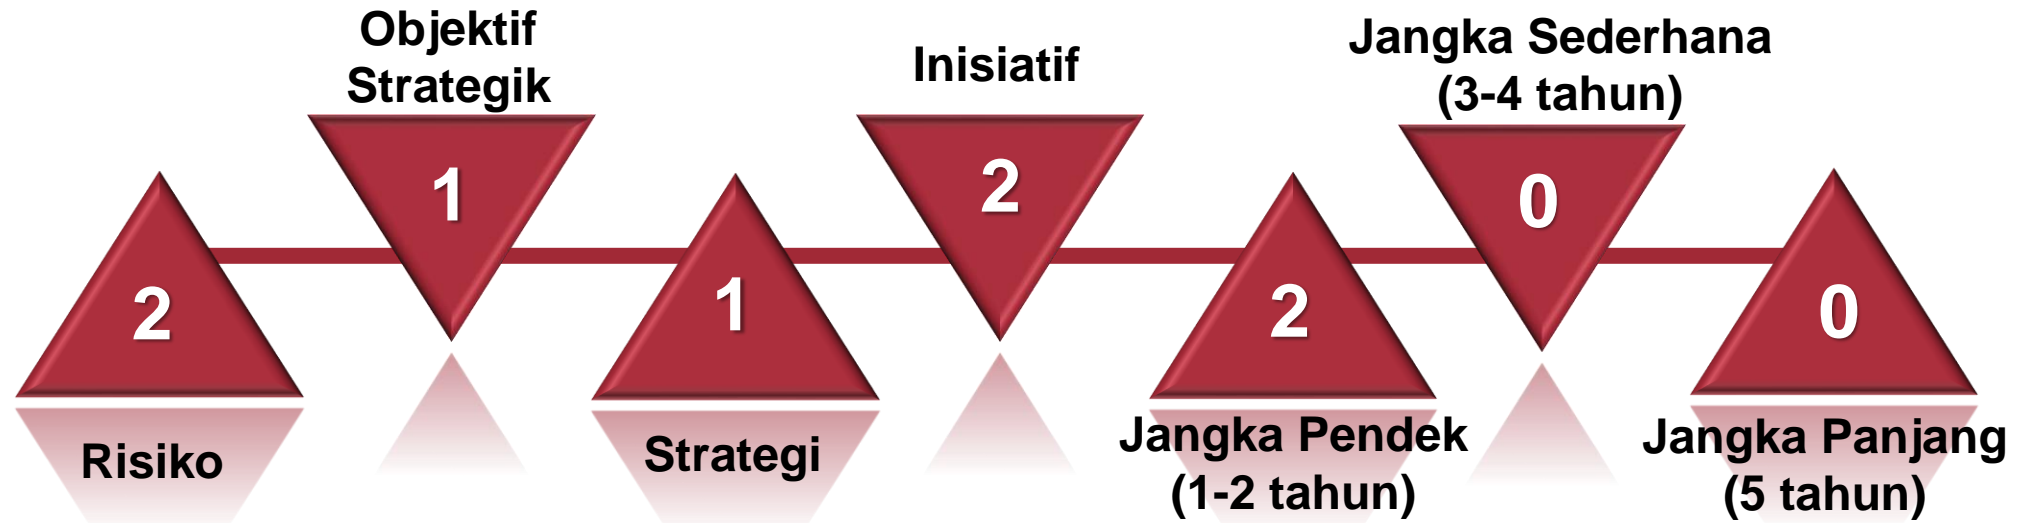 2
Risiko
Objektif
Strategik
1
1
Strategi
Inisiatif
2
2
Jangka Pendek
(1-2 tahun)
Jangka Sederhana
(3-4 tahun)
0
0
Jangka Panjang
(5 tahun)